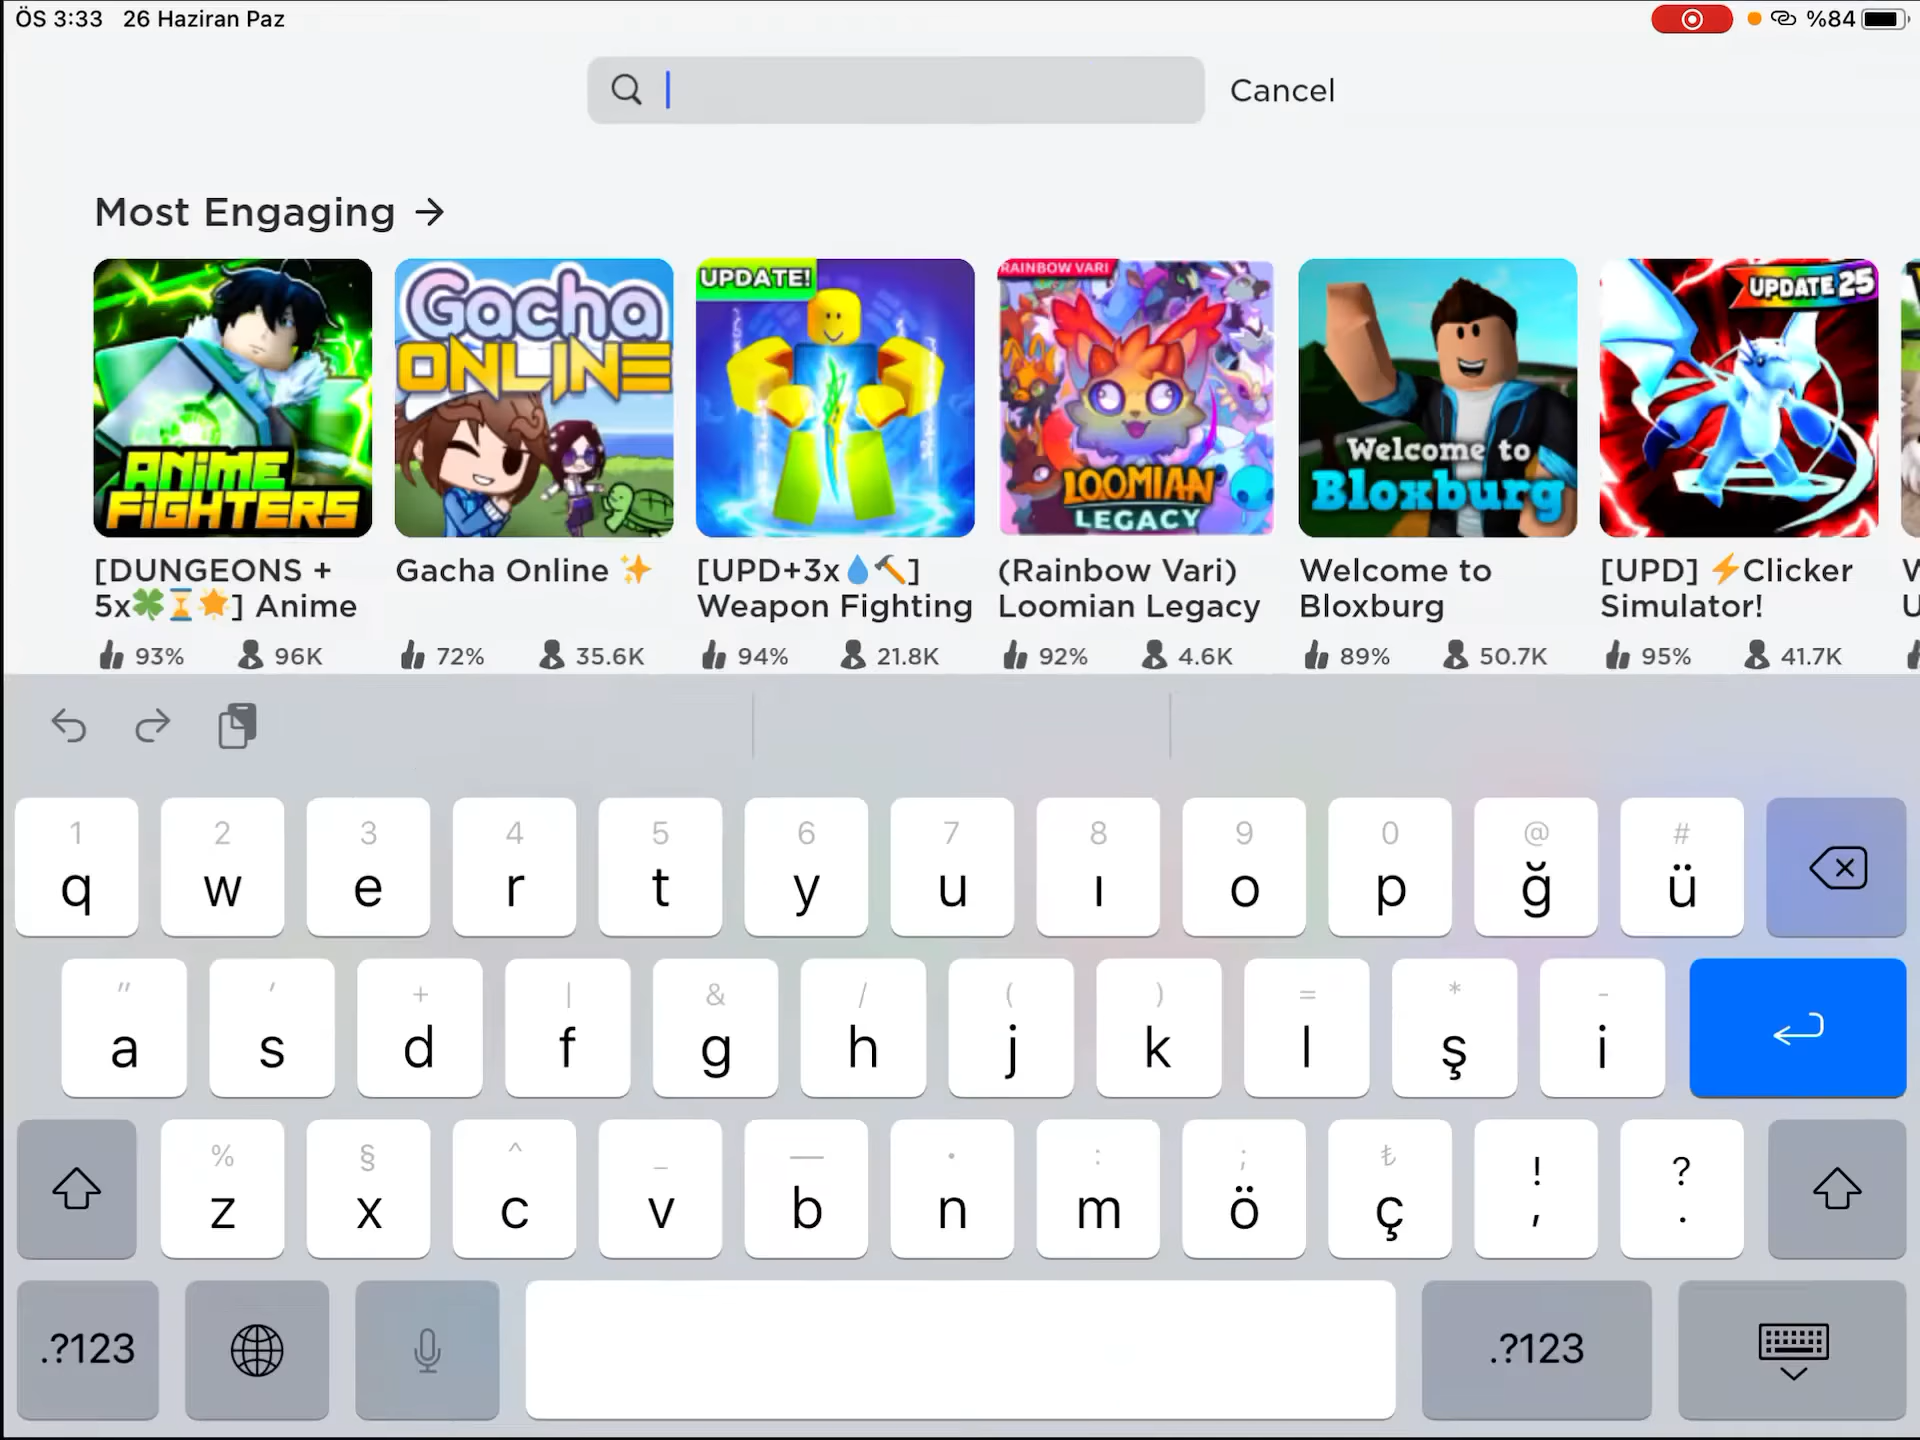 ÖS 3:33 26 Haziran Paz %84
Cancel
Most Engaging →
ANIME
FIGHTERS
Gacha
ONLINE
UPDATE!
RAINBOW VARI
LOOMIAN
LEGACY
Welcome to
Bloxburg
UPDATE 25
[DUNGEONS +
5x🍀⏳🌟] Anime
Gacha Online ✨
[UPD+3x💧🔨]
Weapon Fighting
(Rainbow Vari)
Loomian Legacy
Welcome to
Bloxburg
[UPD] ⚡Clicker
Simulator!
93% 96K 72% 35.6K 94% 21.8K 92% 4.6K 89% 50.7K 95% 41.7K
1 2 3 4 5 6 7 8 9 0 @ #
q w e r t y u ı o p ğ ü
" ' + | & / ( ) = * -
a s d f g h j k l ş i
% § ^ _ — · : ; ₺ ! ?
z x c v b n m ö ç , .
.?123 .?123